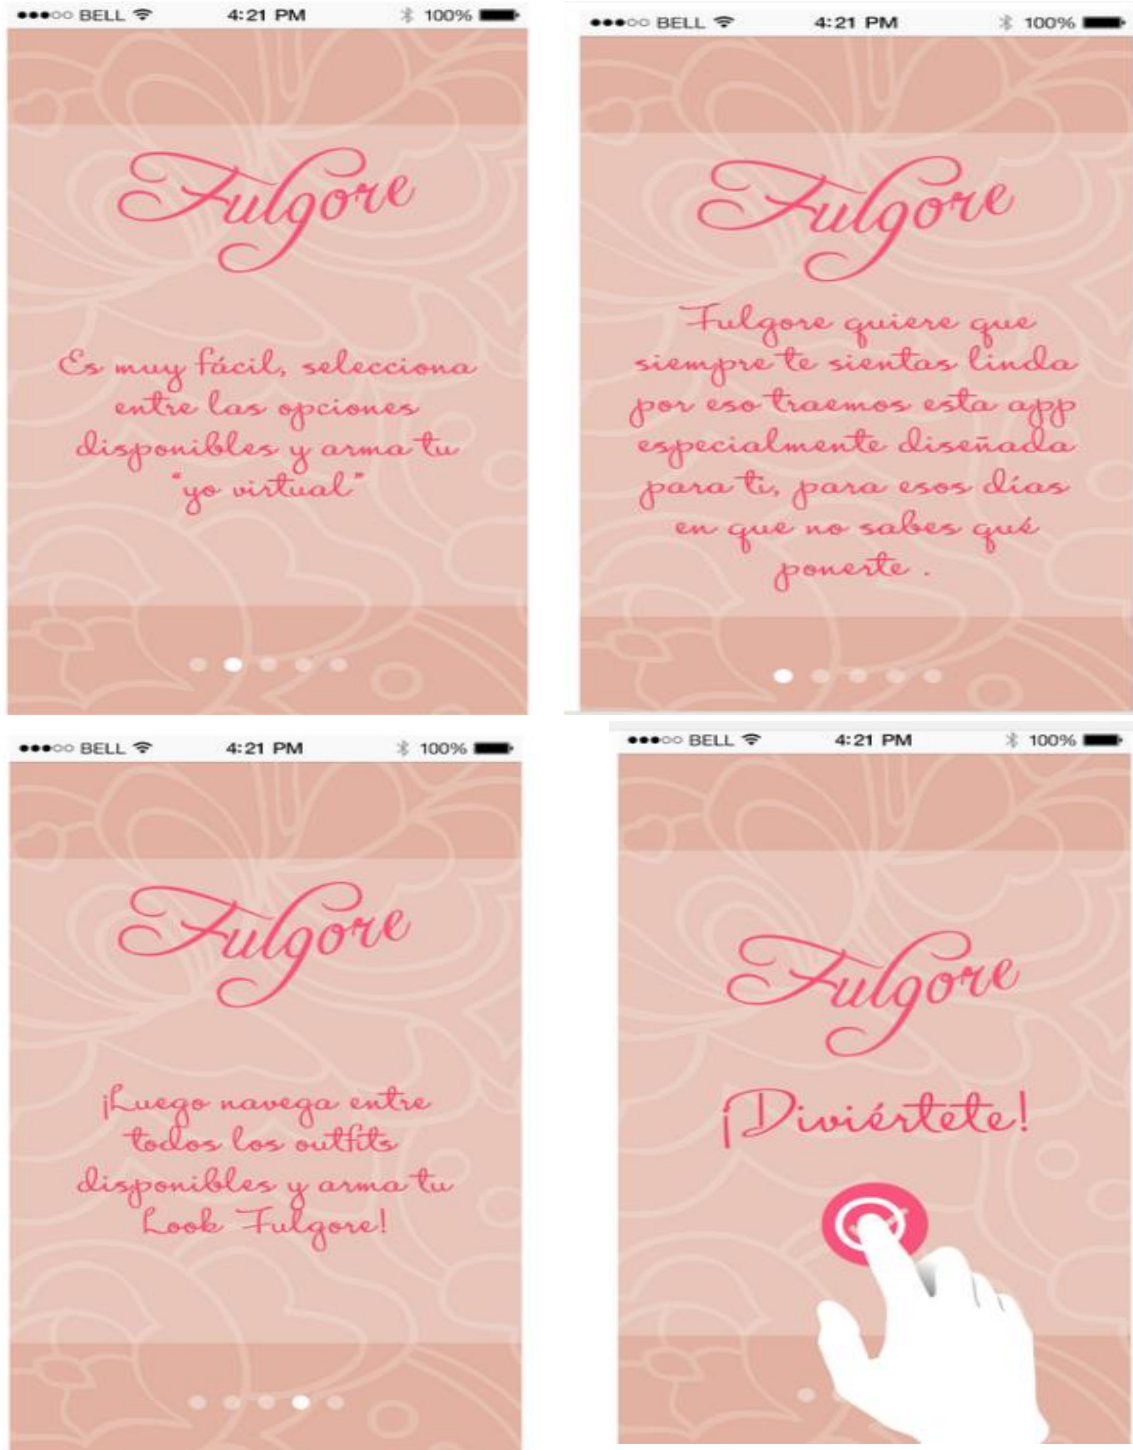 BELL 4:21 PM 100%
Fulgore
Es muy fácil, selecciona
entre las opciones
disponibles y arma tu
"yo virtual"
BELL 4:21 PM 100%
Fulgore
Fulgore quiere que
siempre te sientas linda
por eso traemos esta app
especialmente diseñada
para ti, para esos días
en que no sabes qué
ponerte .
BELL 4:21 PM 100%
Fulgore
¡Luego navega entre
todos los outfits
disponibles y arma tu
Look Fulgore!
BELL 4:21 PM 100%
Fulgore
¡Diviértete!